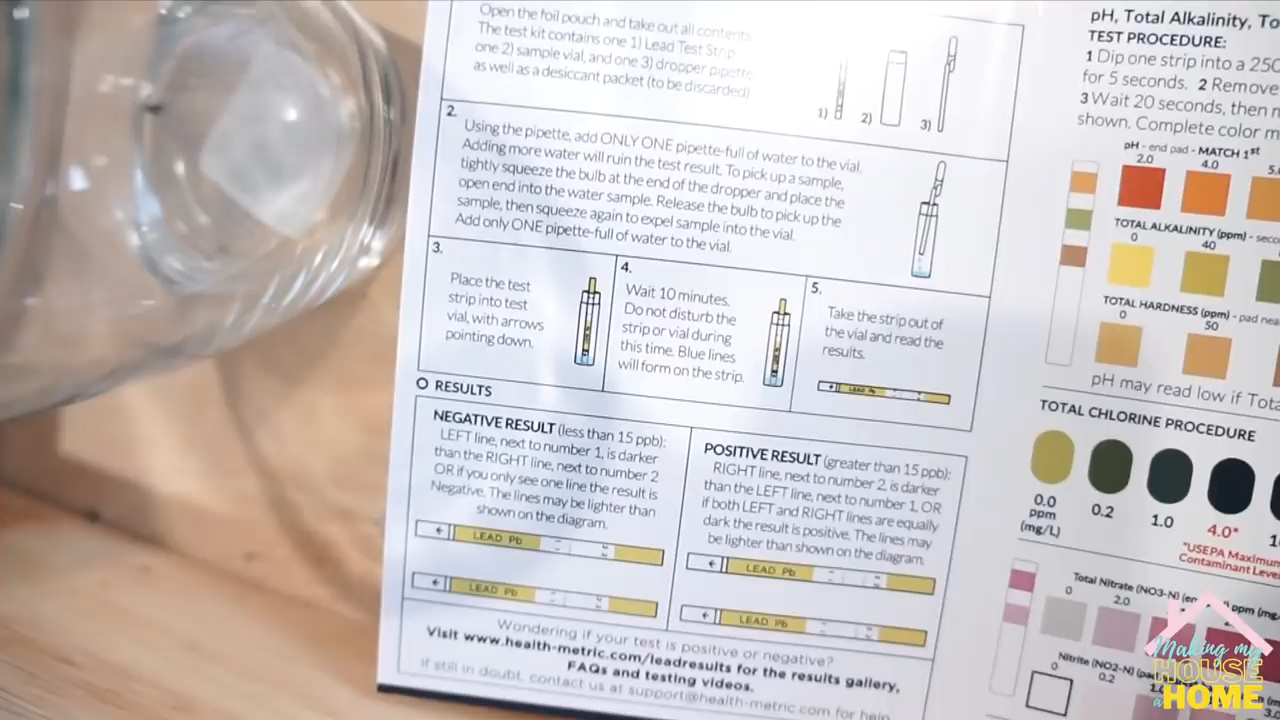 Open the foil pouch and take out all contents.
The test kit contains one 1) Lead Test Strip
one 2) sample vial, and one 3) dropper pipette
as well as a desiccant packet (to be discarded)
1)
2)
3)
2.
Using the pipette, add ONLY ONE pipette-full of water to the vial.
Adding more water will ruin the test result. To pick up a sample,
tightly squeeze the bulb at the end of the dropper and place the
open end into the water sample. Release the bulb to pick up the
sample, then squeeze again to expel sample into the vial.
Add only ONE pipette-full of water to the vial.
3.
Place the test
strip into test
vial, with arrows
pointing down.
4.
Wait 10 minutes.
Do not disturb the
strip or vial during
this time. Blue lines
will form on the strip.
5.
Take the strip out of
the vial and read the
results.
LEAD Pb
RESULTS
NEGATIVE RESULT (less than 15 ppb):
LEFT line, next to number 1, is darker
than the RIGHT line, next to number 2
OR if you only see one line the result is
Negative. The lines may be lighter than
shown on the diagram.
LEAD Pb
LEAD Pb
POSITIVE RESULT (greater than 15 ppb):
RIGHT line, next to number 2, is darker
than the LEFT line, next to number 1, OR
if both LEFT and RIGHT lines are equally
dark the result is positive. The lines may
be lighter than shown on the diagram.
LEAD Pb
LEAD Pb
Wondering if your test is positive or negative?
Visit www.health-metric.com/leadresults for the results gallery,
FAQs and testing videos.
if still in doubt, contact us at support@health-metric.com for help
pH, Total Alkalinity, To
TEST PROCEDURE:
1 Dip one strip into a 250
for 5 seconds. 2 Remove
3 Wait 20 seconds, then
shown. Complete color m
pH - end pad - MATCH 1st
2.0 4.0 5.
TOTAL ALKALINITY (ppm) - seco
0 40
TOTAL HARDNESS (ppm) - pad nea
0 50
pH may read low if Tota
TOTAL CHLORINE PROCEDURE
0.0 0.2 1.0 4.0*
ppm
(mg/L)
*USEPA Maximum
Contaminant Leve
Total Nitrate (NO3-N) ppm (mg
0 2.0
Nitrite (NO2-N)
0 0.2
Making my
HOUSE
a HOME